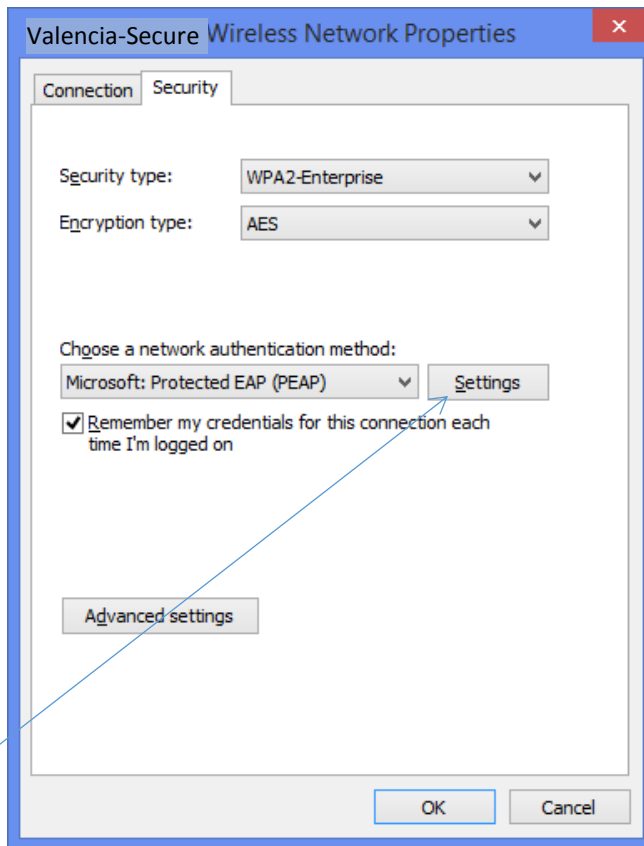 Valencia-Secure Wireless Network Properties
Connection
Security
Security type:
WPA2-Enterprise
Encryption type:
AES
Choose a network authentication method:
Microsoft: Protected EAP (PEAP)
Settings
Remember my credentials for this connection each
time I'm logged on
Advanced settings
OK
Cancel